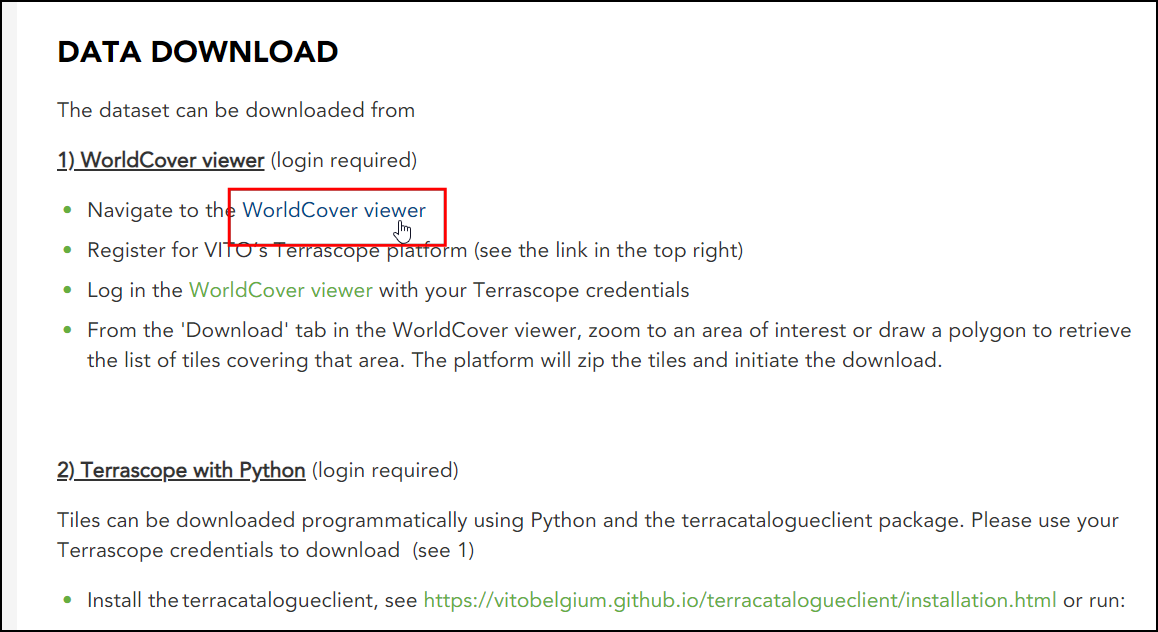 DATA DOWNLOAD
The dataset can be downloaded from
1) WorldCover viewer (login required)
• Navigate to the WorldCover viewer
• Register for VITO's Terrascope platform (see the link in the top right)
• Log in the WorldCover viewer with your Terrascope credentials
• From the 'Download' tab in the WorldCover viewer, zoom to an area of interest or draw a polygon to retrieve
the list of tiles covering that area. The platform will zip the tiles and initiate the download.
2) Terrascope with Python (login required)
Tiles can be downloaded programmatically using Python and the terracatalogueclient package. Please use your
Terrascope credentials to download  (see 1)
• Install the terracatalogueclient, see https://vitobelgium.github.io/terracatalogueclient/installation.html or run: